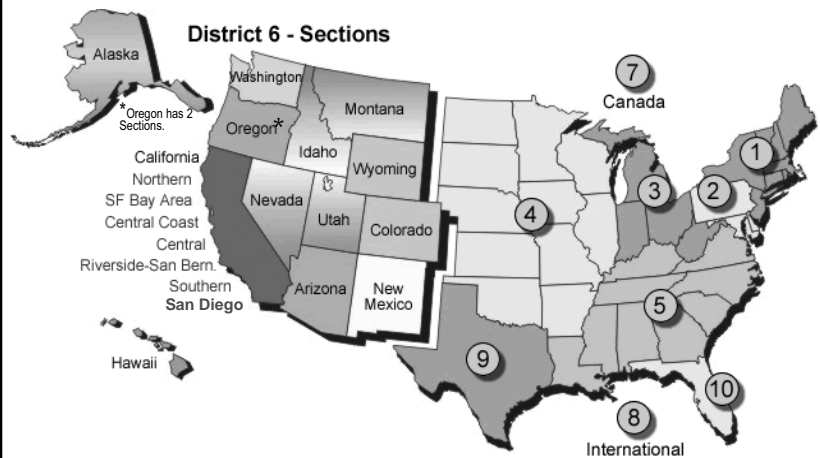 District 6 - Sections
Alaska
*Oregon has 2
Sections.
Washington
Oregon*
Montana
Idaho
Wyoming
Nevada
Utah
Colorado
Arizona
New
Mexico
California
Northern
SF Bay Area
Central Coast
Central
Riverside-San Bern.
Southern
San Diego
Hawaii
7
Canada
1
2
3
4
5
9
10
8
International